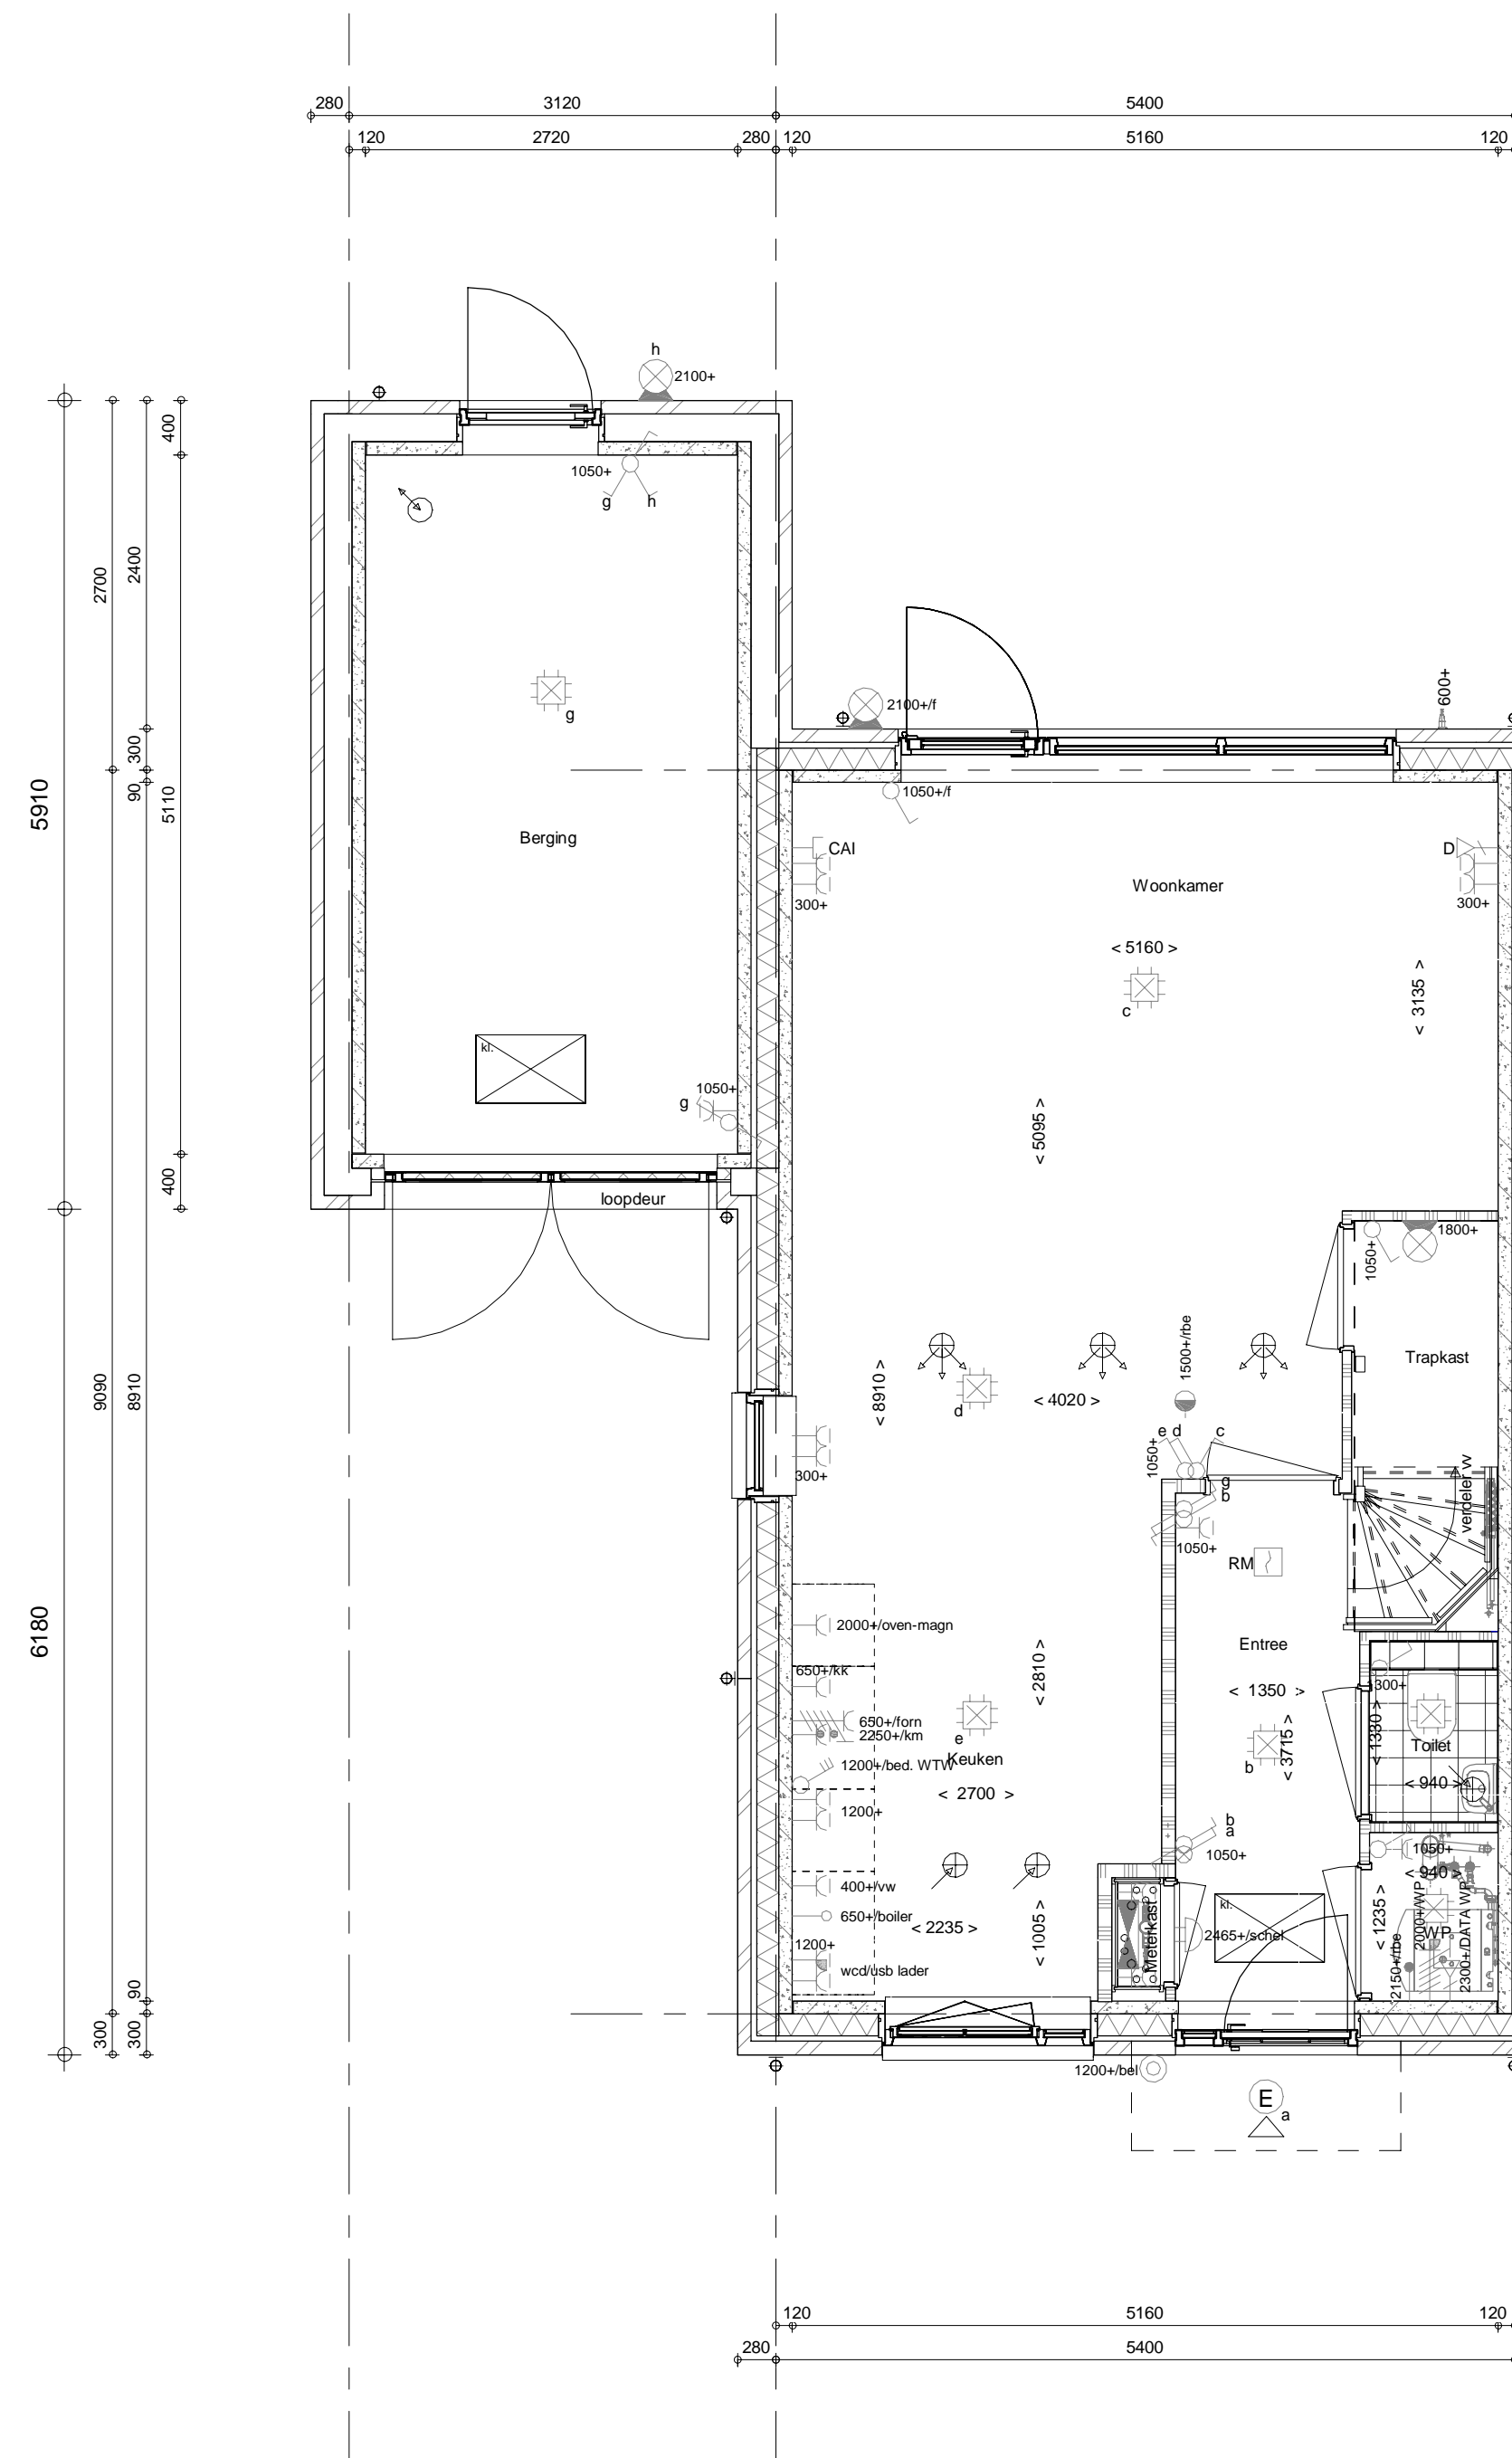 280 3120 5400
120 2720 280 120 5160 120
h
2100+
400
1050+
g h
2700
2400
g
2100+/f
600+
300
90
5110
5910
1050+/f
Berging
CAI
D
300+
300+
Woonkamer
< 5160 >
c
< 3135 >
kl.
1050+
g
< 5095 >
400
loopdeur
1050+
1800+
1500+/rbe
Trapkast
9090
8910
< 8910 >
d
< 4020 >
e d c
1050+
300+
g
b
1050+
verdeler W
RM
6180
2000+/oven-magn
Entree
650+/kk
< 2810 >
< 1350 >
1300+
650+/forn
2250+/km
e
Keuken
1200+/bed. WTW
< 2700 >
b
< 3715 >
< 1330 >
Toilet
< 940 >
1200+
b
a
1050+
1050+
< 940 >
400+/vw
650+/boiler
< 2235 >
< 1005 >
Meterkast
kl.
2465+/schel
< 1235 >
2150+/rbe
2000+/WP
WP
2300+/DATA WP
1200+
wcd/usb lader
90
300
300
1200+/bel
E
a
120 5160 120
280 5400